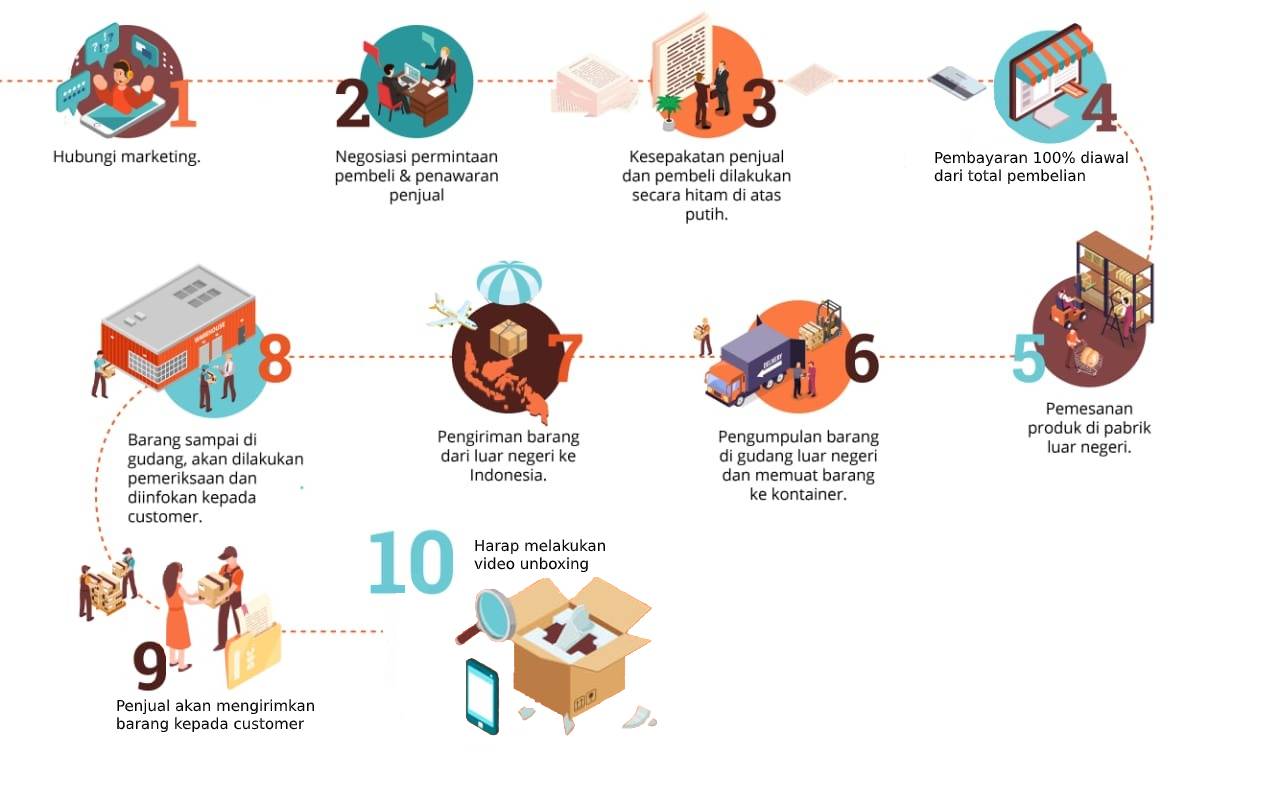 1
Hubungi marketing.
2
Negosiasi permintaan
pembeli & penawaran
penjual
3
Kesepakatan penjual
dan pembeli dilakukan
secara hitam di atas
putih.
4
Pembayaran 100% diawal
dari total pembelian
5
Pemesanan
produk di pabrik
luar negeri.
6
DELIVERY
Pengumpulan barang
di gudang luar negeri
dan memuat barang
ke kontainer.
7
Pengiriman barang
dari luar negeri ke
Indonesia.
8
WAREHOUSE
Barang sampai di
gudang, akan dilakukan
pemeriksaan dan
diinfokan kepada
customer.
9
Penjual akan mengirimkan
barang kepada customer
10
Harap melakukan
video unboxing